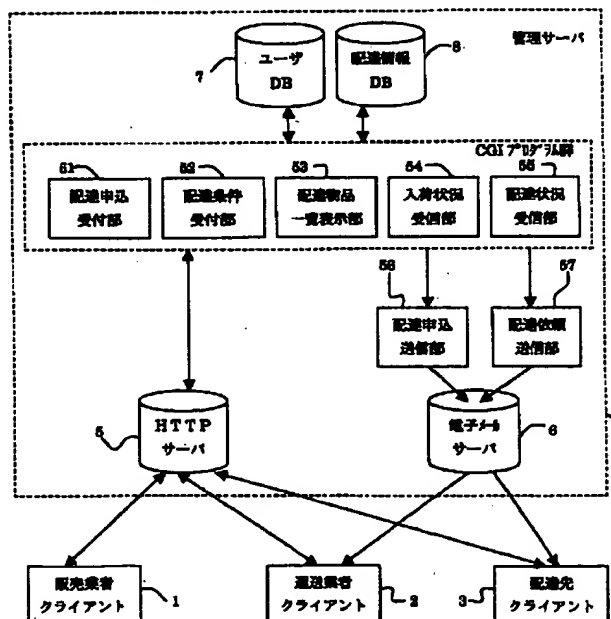 管理サーバ
7
ユーザ
DB
配達情報
DB
8
CGIプログラム群
51
配達申込
受付部
52
配達条件
受付部
53
配達物品
一覧表示部
54
入荷状況
受信部
55
配達状況
受信部
56
配達申込
送信部
57
配達依頼
送信部
5
HTTP
サーバ
電子メール
サーバ
6
販売業者
クライアント
1
運送業者
クライアント
2
3
配達先
クライアント